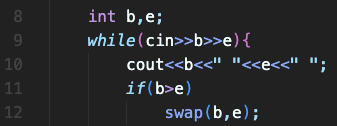 8 int b,e;
9 while(cin>>b>>e){
10 cout<<b<<" "<<e<<" ";
11 if(b>e)
12 swap(b,e);